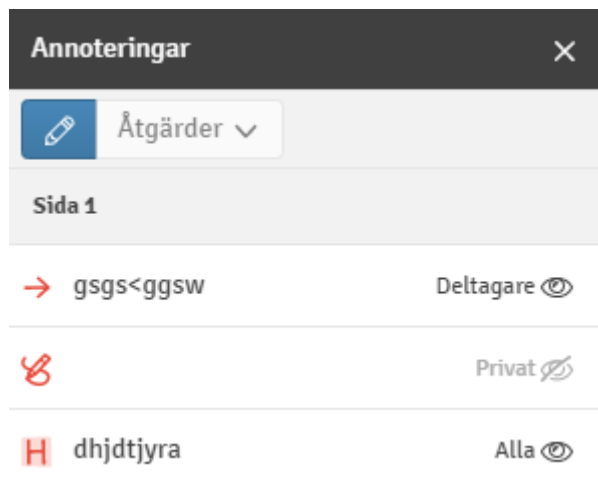 Annoteringar
Åtgärder
Sida 1
gsgs<ggsw Deltagare
Privat
H dhjdtjyra Alla